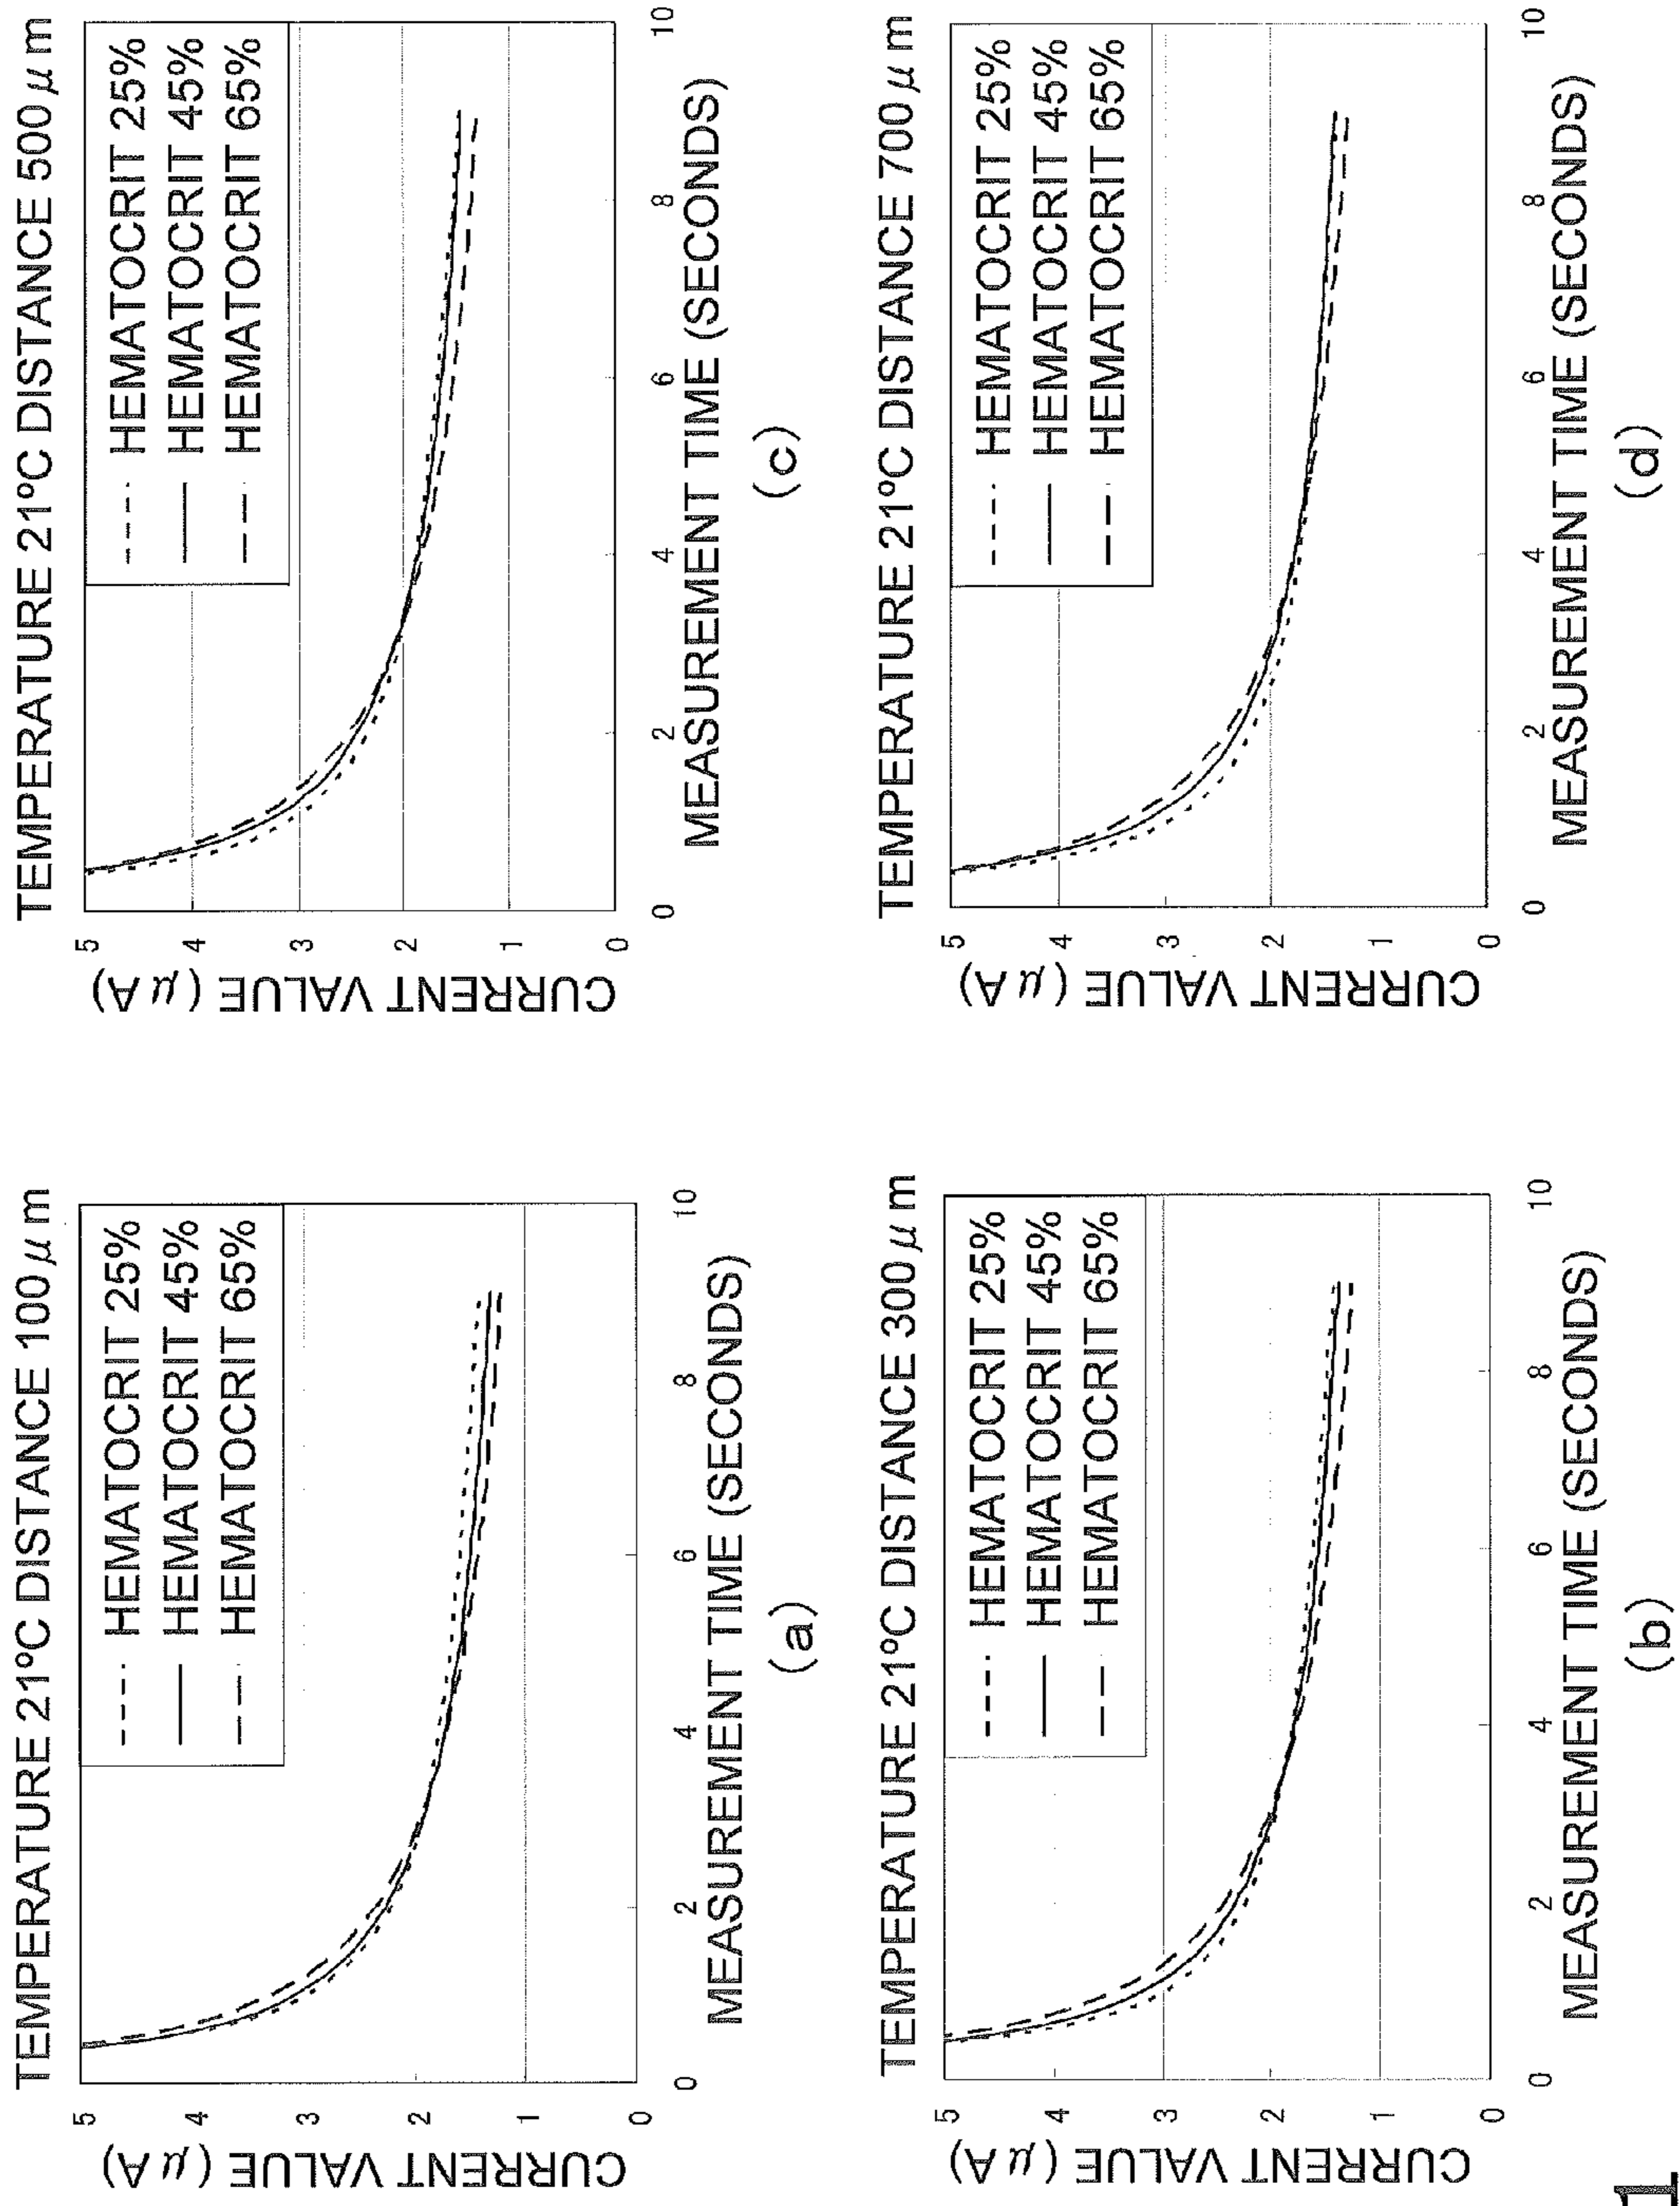 TEMPERATURE 21°C DISTANCE 100 μm
CURRENT VALUE (μA)
5
4
3
2
1
0
HEMATOCRIT 25%
HEMATOCRIT 45%
HEMATOCRIT 65%
0 2 4 6 8 10
MEASUREMENT TIME (SECONDS)
(a)
TEMPERATURE 21°C DISTANCE 300 μm
CURRENT VALUE (μA)
5
4
3
2
1
0
HEMATOCRIT 25%
HEMATOCRIT 45%
HEMATOCRIT 65%
0 2 4 6 8 10
MEASUREMENT TIME (SECONDS)
(b)
TEMPERATURE 21°C DISTANCE 500 μm
CURRENT VALUE (μA)
5
4
3
2
1
0
HEMATOCRIT 25%
HEMATOCRIT 45%
HEMATOCRIT 65%
0 2 4 6 8 10
MEASUREMENT TIME (SECONDS)
(c)
TEMPERATURE 21°C DISTANCE 700 μm
CURRENT VALUE (μA)
5
4
3
2
1
0
HEMATOCRIT 25%
HEMATOCRIT 45%
HEMATOCRIT 65%
0 2 4 6 8 10
MEASUREMENT TIME (SECONDS)
(d)